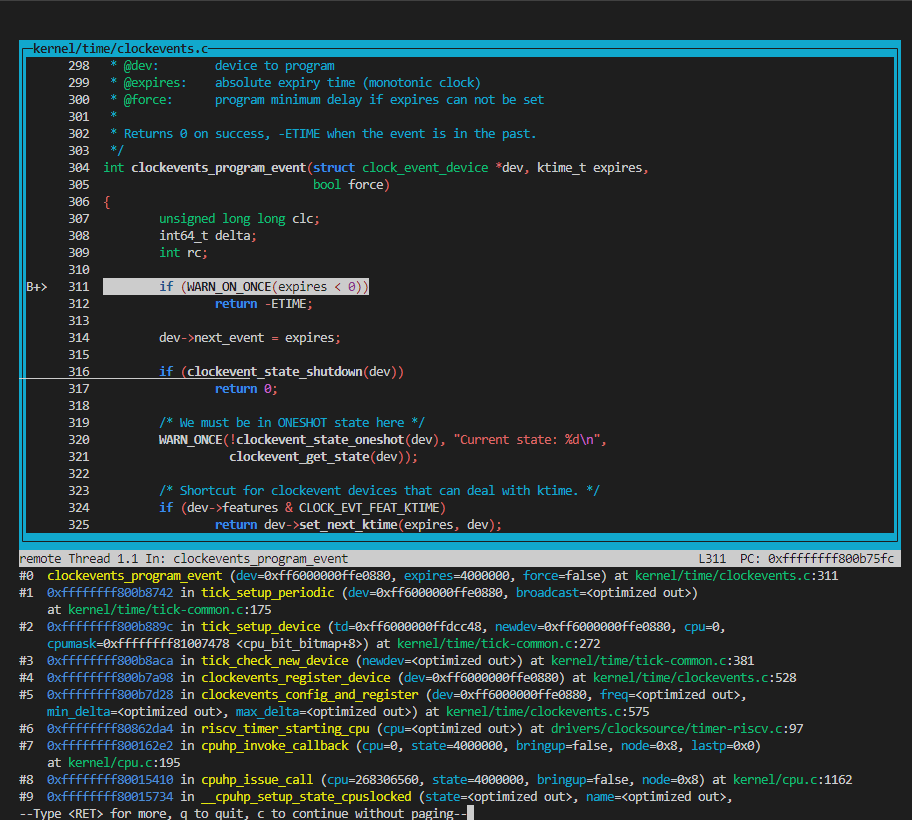 kernel/time/clockevents.c
298 * @dev: device to program
299 * @expires: absolute expiry time (monotonic clock)
300 * @force: program minimum delay if expires can not be set
301 *
302 * Returns 0 on success, -ETIME when the event is in the past.
303 */
304 int clockevents_program_event(struct clock_event_device *dev, ktime_t expires,
305 bool force)
306 {
307 unsigned long long clc;
308 int64_t delta;
309 int rc;
310
B+> 311 if (WARN_ON_ONCE(expires < 0))
312 return -ETIME;
313
314 dev->next_event = expires;
315
316 if (clockevent_state_shutdown(dev))
317 return 0;
318
319 /* We must be in ONESHOT state here */
320 WARN_ONCE(!clockevent_state_oneshot(dev), "Current state: %d\n",
321 clockevent_get_state(dev));
322
323 /* Shortcut for clockevent devices that can deal with ktime. */
324 if (dev->features & CLOCK_EVT_FEAT_KTIME)
325 return dev->set_next_ktime(expires, dev);
remote Thread 1.1 In: clockevents_program_event L311 PC: 0xffffffff800b75fc
#0 clockevents_program_event (dev=0xff6000000ffe0880, expires=4000000, force=false) at kernel/time/clockevents.c:311
#1 0xffffffff800b8742 in tick_setup_periodic (dev=0xff6000000ffe0880, broadcast=<optimized out>)
at kernel/time/tick-common.c:175
#2 0xffffffff800b889c in tick_setup_device (td=0xff6000000ffdcc48, newdev=0xff6000000ffe0880, cpu=0,
cpumask=0xffffffff81007478 <cpu_bit_bitmap+8>) at kernel/time/tick-common.c:272
#3 0xffffffff800b8aca in tick_check_new_device (newdev=<optimized out>) at kernel/time/tick-common.c:381
#4 0xffffffff800b7a98 in clockevents_register_device (dev=0xff6000000ffe0880) at kernel/time/clockevents.c:528
#5 0xffffffff800b7d28 in clockevents_config_and_register (dev=0xff6000000ffe0880, freq=<optimized out>,
min_delta=<optimized out>, max_delta=<optimized out>) at kernel/time/clockevents.c:575
#6 0xffffffff80862da4 in riscv_timer_starting_cpu (cpu=<optimized out>) at drivers/clocksource/timer-riscv.c:97
#7 0xffffffff800162e2 in cpuhp_invoke_callback (cpu=0, state=4000000, bringup=false, node=0x8, lastp=0x0)
at kernel/cpu.c:195
#8 0xffffffff80015410 in cpuhp_issue_call (cpu=268306560, state=4000000, bringup=false, node=0x8) at kernel/cpu.c:1162
#9 0xffffffff80015734 in __cpuhp_setup_state_cpuslocked (state=<optimized out>, name=<optimized out>,
--Type <RET> for more, q to quit, c to continue without paging--